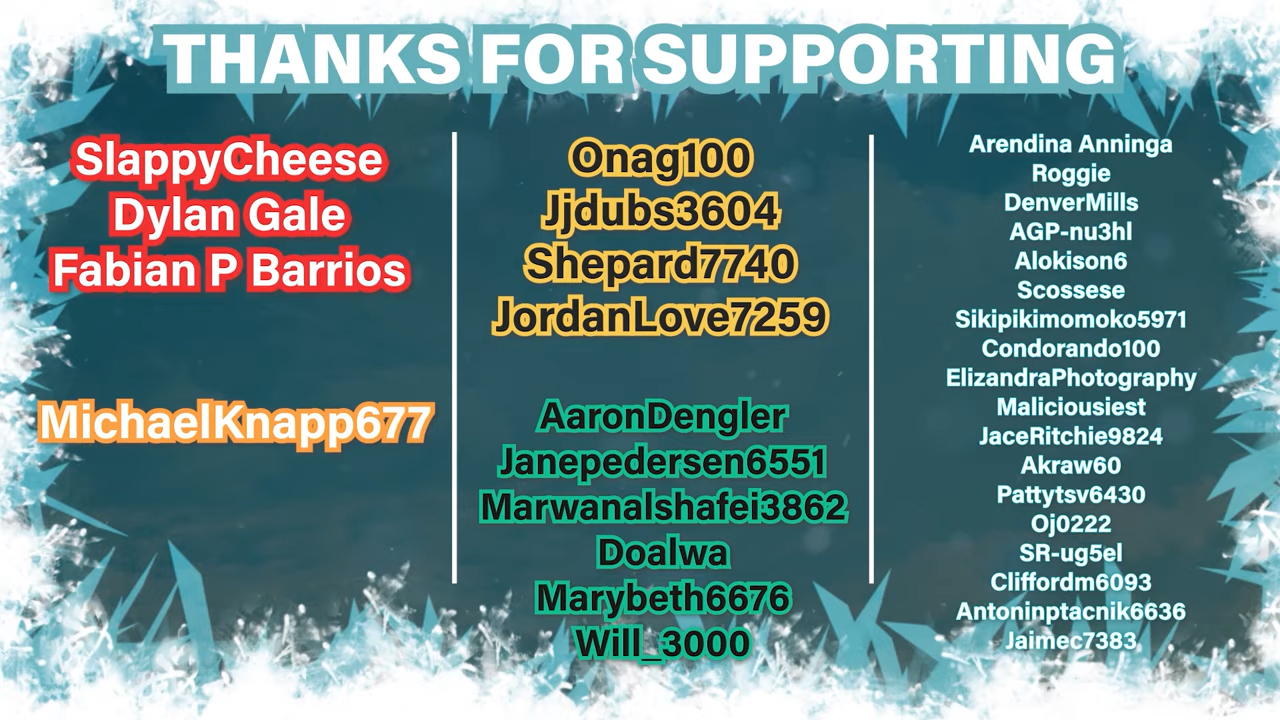 THANKS FOR SUPPORTING
SlappyCheese
Dylan Gale
Fabian P Barrios
MichaelKnapp677
Onag100
Jjdubs3604
Shepard7740
JordanLove7259
AaronDengler
Janepedersen6551
Marwanalshafei3862
Doalwa
Marybeth6676
Will_3000
Arendina Anninga
Roggie
DenverMills
AGP-nu3hl
Alokison6
Scossese
Sikipikimomoko5971
Condorando100
ElizandraPhotography
Maliciousiest
JaceRitchie9824
Akraw60
Pattytsv6430
Oj0222
SR-ug5el
Cliffordm6093
Antoninptacnik6636
Jaimec7383